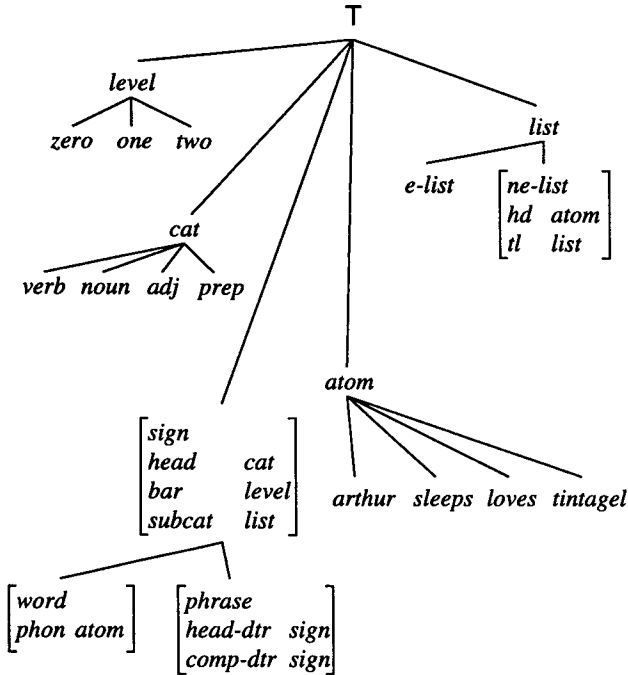 T
level
zero one two
list
e-list
ne-list
hd atom
tl list
cat
verb noun adj prep
atom
arthur sleeps loves tintagel
sign
head cat
bar level
subcat list
word
phon atom
phrase
head-dtr sign
comp-dtr sign